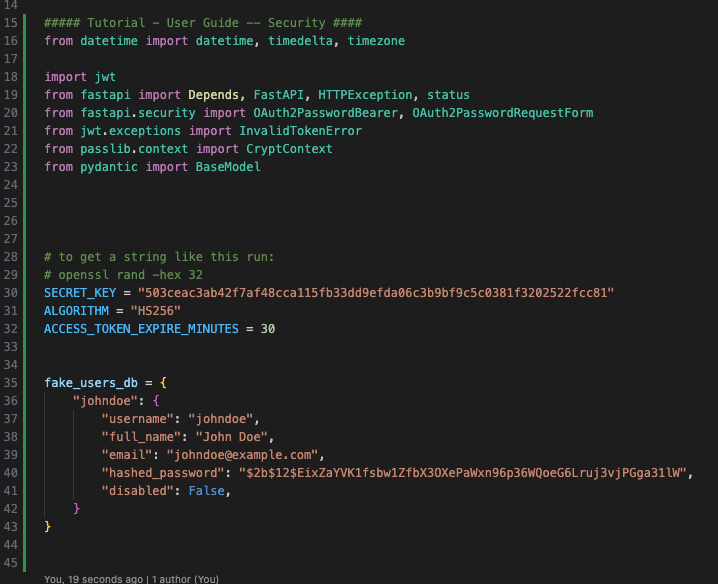 14
15 ##### Tutorial - User Guide -- Security ####
16 from datetime import datetime, timedelta, timezone
17
18 import jwt
19 from fastapi import Depends, FastAPI, HTTPException, status
20 from fastapi.security import OAuth2PasswordBearer, OAuth2PasswordRequestForm
21 from jwt.exceptions import InvalidTokenError
22 from passlib.context import CryptContext
23 from pydantic import BaseModel
24
25
26
27
28 # to get a string like this run:
29 # openssl rand -hex 32
30 SECRET_KEY = "503ceac3ab42f7af48cca115fb33dd9efda06c3b9bf9c5c0381f3202522fcc81"
31 ALGORITHM = "HS256"
32 ACCESS_TOKEN_EXPIRE_MINUTES = 30
33
34
35 fake_users_db = {
36     "johndoe": {
37         "username": "johndoe",
38         "full_name": "John Doe",
39         "email": "johndoe@example.com",
40         "hashed_password": "$2b$12$EixZaYVK1fsbw1ZfbX3OXePaWxn96p36WQoeG6Lruj3vjPGga31lW",
41         "disabled": False,
42     }
43 }
44
45
You, 19 seconds ago | 1 author (You)